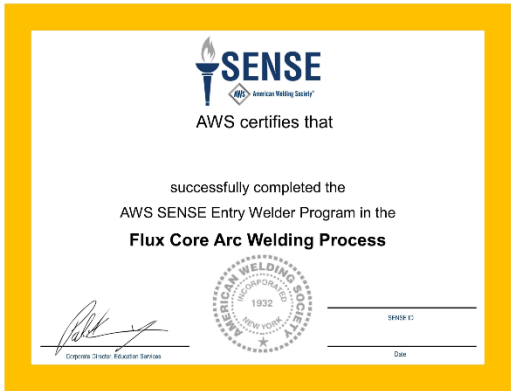 SENSE
AWS American Welding Society®
AWS certifies that
successfully completed the
AWS SENSE Entry Welder Program in the
Flux Core Arc Welding Process
AMERICAN WELDING SOCIETY
INCORPORATED
1932
NEW YORK
SENSE ID
Corporate Director, Education Services
Date